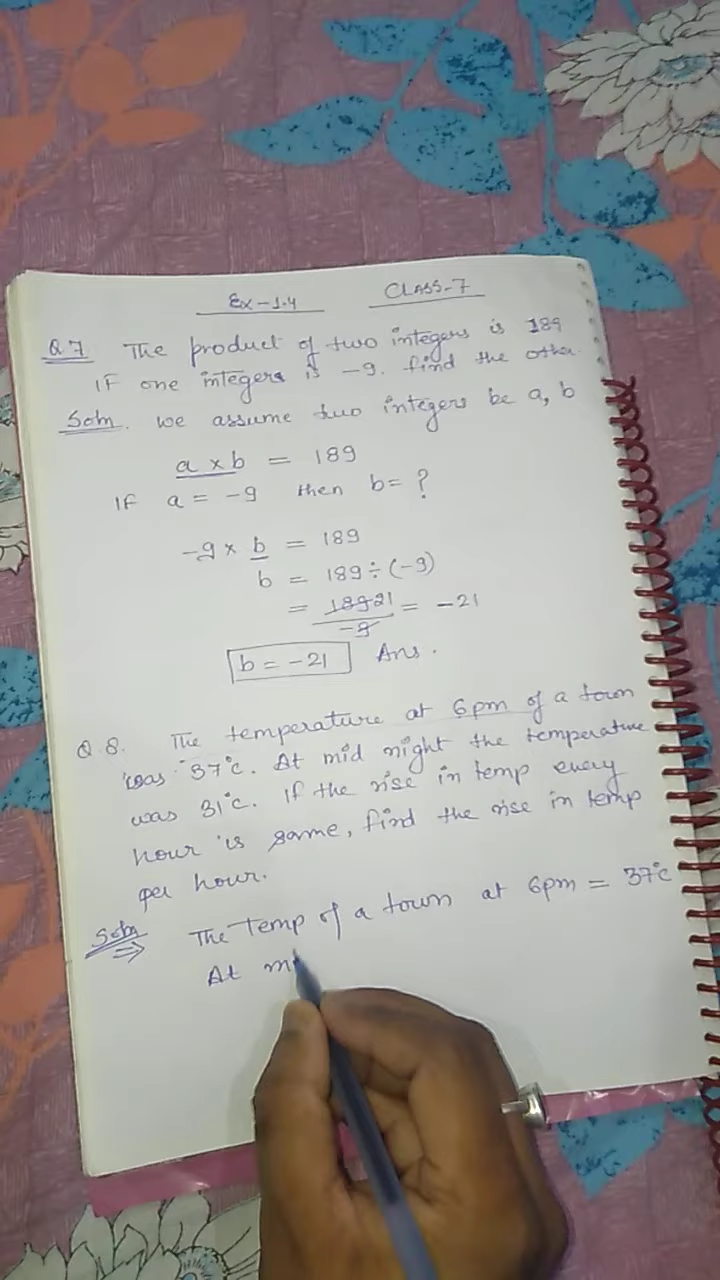 Ex-1.4 CLASS-7
Q.7 The product of two integers is 189
IF one integers is -9. find the other.
Soln. we assume two integers be a, b
a × b = 189
IF a = -9 then b = ?
-9 × b = 189
b = 189 ÷ (-9)
= 189 21 = -21
-9
b = -21 Ans.
Q.8. The temperature at 6pm of a town
was 37°c. At mid night the temperature
was 31°c. if the rise in temp every
hour is same, find the rise in temp
per hour.
Soln ⇒ The Temp of a town at 6pm = 37°c
At mi